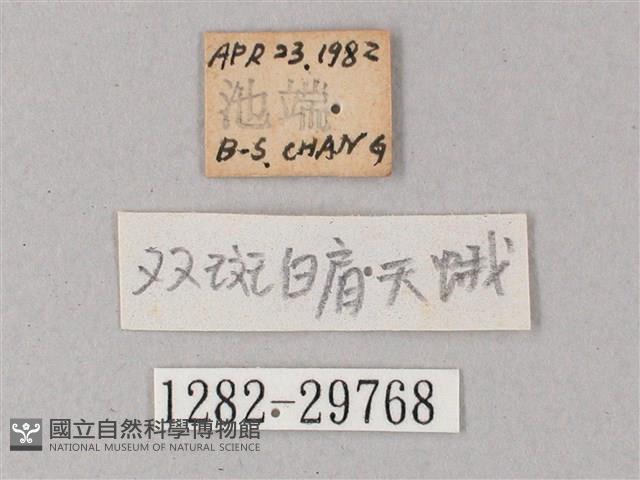 APR 23. 1982
池端
B-S. CHANG
双斑白肩天蛾
1282-29768
國立自然科學博物館
NATIONAL MUSEUM OF NATURAL SCIENCE